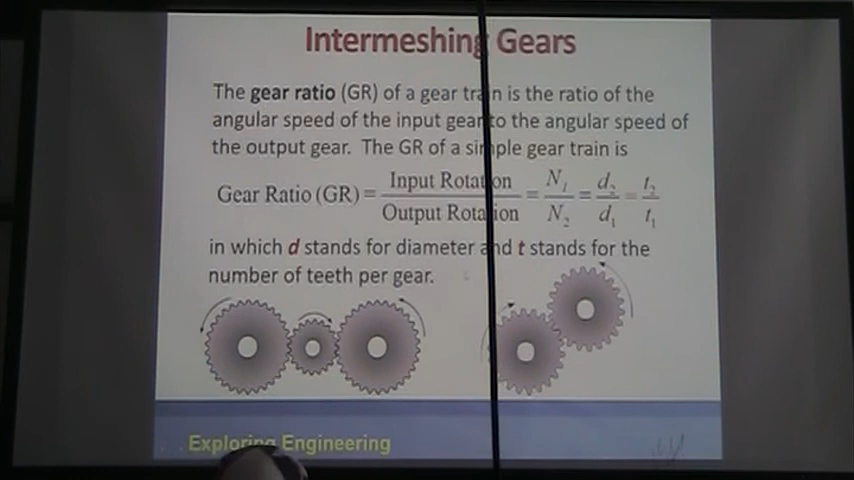 Intermeshing Gears
The gear ratio (GR) of a gear train is the ratio of the
angular speed of the input gear to the angular speed of
the output gear. The GR of a simple gear train is
Gear Ratio (GR) = Input Rotation / Output Rotation = N₁ / N₂ = d₂ / d₁ = t₂ / t₁
in which d stands for diameter and t stands for the
number of teeth per gear.
Exploring Engineering